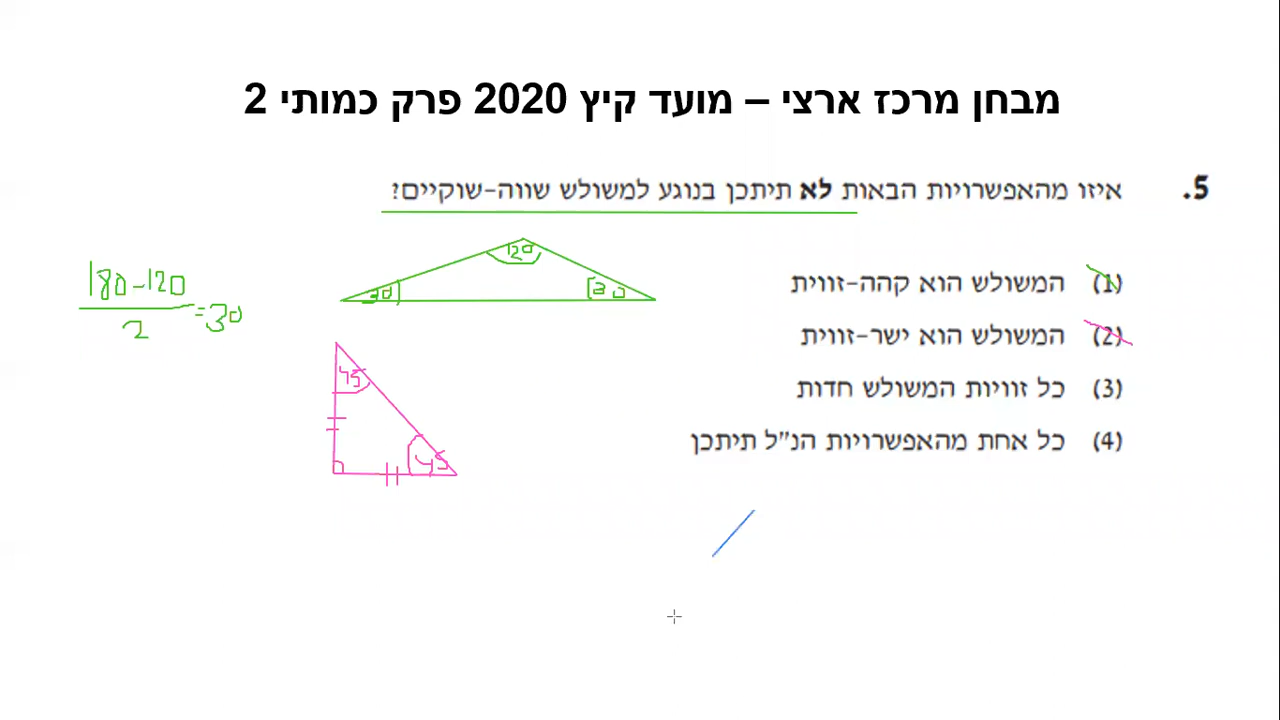 מבחן מרכז ארצי – מועד קיץ 2020 פרק כמותי 2
.5 איזו מהאפשרויות הבאות לא תיתכן בנוגע למשולש שווה-שוקיים?
(1) המשולש הוא קהה-זווית
(2) המשולש הוא ישר-זווית
(3) כל זוויות המשולש חדות
(4) כל אחת מהאפשרויות הנ"ל תיתכן
120
30 30
180-120
2
=30
45
45